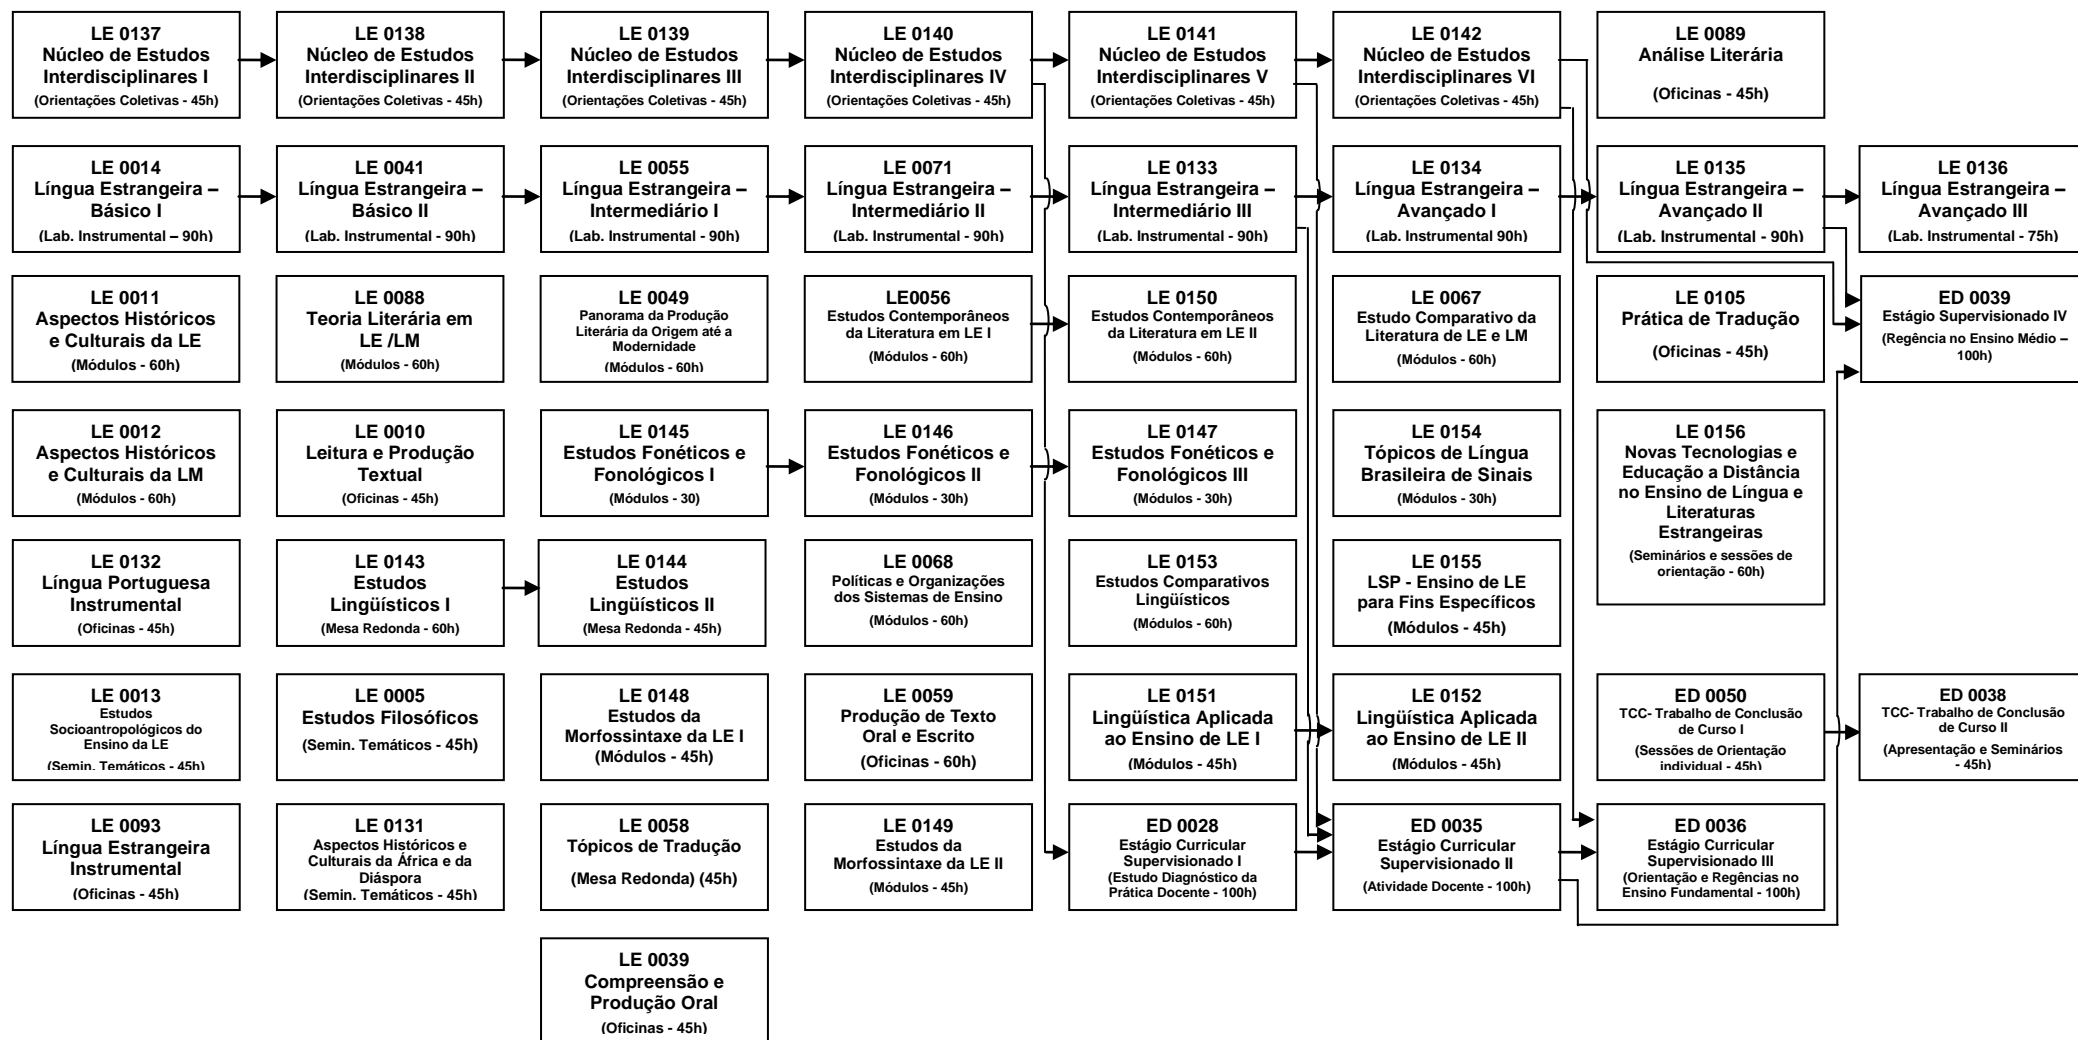 LE 0137
Núcleo de Estudos
Interdisciplinares I
(Orientações Coletivas - 45h)
LE 0138
Núcleo de Estudos
Interdisciplinares II
(Orientações Coletivas - 45h)
LE 0139
Núcleo de Estudos
Interdisciplinares III
(Orientações Coletivas - 45h)
LE 0140
Núcleo de Estudos
Interdisciplinares IV
(Orientações Coletivas - 45h)
LE 0141
Núcleo de Estudos
Interdisciplinares V
(Orientações Coletivas - 45h)
LE 0142
Núcleo de Estudos
Interdisciplinares VI
(Orientações Coletivas - 45h)
LE 0089
Análise Literária
(Oficinas - 45h)
LE 0014
Língua Estrangeira –
Básico I
(Lab. Instrumental – 90h)
LE 0041
Língua Estrangeira –
Básico II
(Lab. Instrumental - 90h)
LE 0055
Língua Estrangeira –
Intermediário I
(Lab. Instrumental - 90h)
LE 0071
Língua Estrangeira –
Intermediário II
(Lab. Instrumental - 90h)
LE 0133
Língua Estrangeira –
Intermediário III
(Lab. Instrumental - 90h)
LE 0134
Língua Estrangeira –
Avançado I
(Lab. Instrumental 90h)
LE 0135
Língua Estrangeira –
Avançado II
(Lab. Instrumental - 90h)
LE 0136
Língua Estrangeira –
Avançado III
(Lab. Instrumental - 75h)
LE 0011
Aspectos Históricos
e Culturais da LE
(Módulos - 60h)
LE 0088
Teoria Literária em
LE /LM
(Módulos - 60h)
LE 0049
Panorama da Produção
Literária da Origem até a
Modernidade
(Módulos - 60h)
LE0056
Estudos Contemporâneos
da Literatura em LE I
(Módulos - 60h)
LE 0150
Estudos Contemporâneos
da Literatura em LE II
(Módulos - 60h)
LE 0067
Estudo Comparativo da
Literatura de LE e LM
(Módulos - 60h)
LE 0105
Prática de Tradução
(Oficinas - 45h)
ED 0039
Estágio Supervisionado IV
(Regência no Ensino Médio –
100h)
LE 0012
Aspectos Históricos
e Culturais da LM
(Módulos - 60h)
LE 0010
Leitura e Produção
Textual
(Oficinas - 45h)
LE 0145
Estudos Fonéticos e
Fonológicos I
(Módulos - 30)
LE 0146
Estudos Fonéticos e
Fonológicos II
(Módulos - 30h)
LE 0147
Estudos Fonéticos e
Fonológicos III
(Módulos - 30h)
LE 0154
Tópicos de Língua
Brasileira de Sinais
(Módulos - 30h)
LE 0156
Novas Tecnologias e
Educação a Distância
no Ensino de Língua e
Literaturas
Estrangeiras
(Seminários e sessões de
orientação - 60h)
LE 0132
Língua Portuguesa
Instrumental
(Oficinas - 45h)
LE 0143
Estudos
Lingüísticos I
(Mesa Redonda - 60h)
LE 0144
Estudos
Lingüísticos II
(Mesa Redonda - 45h)
LE 0068
Políticas e Organizações
dos Sistemas de Ensino
(Módulos - 60h)
LE 0153
Estudos Comparativos
Lingüísticos
(Módulos - 60h)
LE 0155
LSP - Ensino de LE
para Fins Específicos
(Módulos - 45h)
LE 0013
Estudos
Socioantropológicos do
Ensino da LE
(Semin. Temáticos - 45h)
LE 0005
Estudos Filosóficos
(Semin. Temáticos - 45h)
LE 0148
Estudos da
Morfossintaxe da LE I
(Módulos - 45h)
LE 0059
Produção de Texto
Oral e Escrito
(Oficinas - 60h)
LE 0151
Lingüística Aplicada
ao Ensino de LE I
(Módulos - 45h)
LE 0152
Lingüística Aplicada
ao Ensino de LE II
(Módulos - 45h)
ED 0050
TCC- Trabalho de Conclusão
de Curso I
(Sessões de Orientação
individual - 45h)
ED 0038
TCC- Trabalho de Conclusão
de Curso II
(Apresentação e Seminários
- 45h)
LE 0093
Língua Estrangeira
Instrumental
(Oficinas - 45h)
LE 0131
Aspectos Históricos e
Culturais da África e da
Diáspora
(Semin. Temáticos - 45h)
LE 0058
Tópicos de Tradução
(Mesa Redonda) (45h)
LE 0149
Estudos da
Morfossintaxe da LE II
(Módulos - 45h)
ED 0028
Estágio Curricular
Supervisionado I
(Estudo Diagnóstico da
Prática Docente - 100h)
ED 0035
Estágio Curricular
Supervisionado II
(Atividade Docente - 100h)
ED 0036
Estágio Curricular
Supervisionado III
(Orientação e Regências no
Ensino Fundamental - 100h)
LE 0039
Compreensão e
Produção Oral
(Oficinas - 45h)